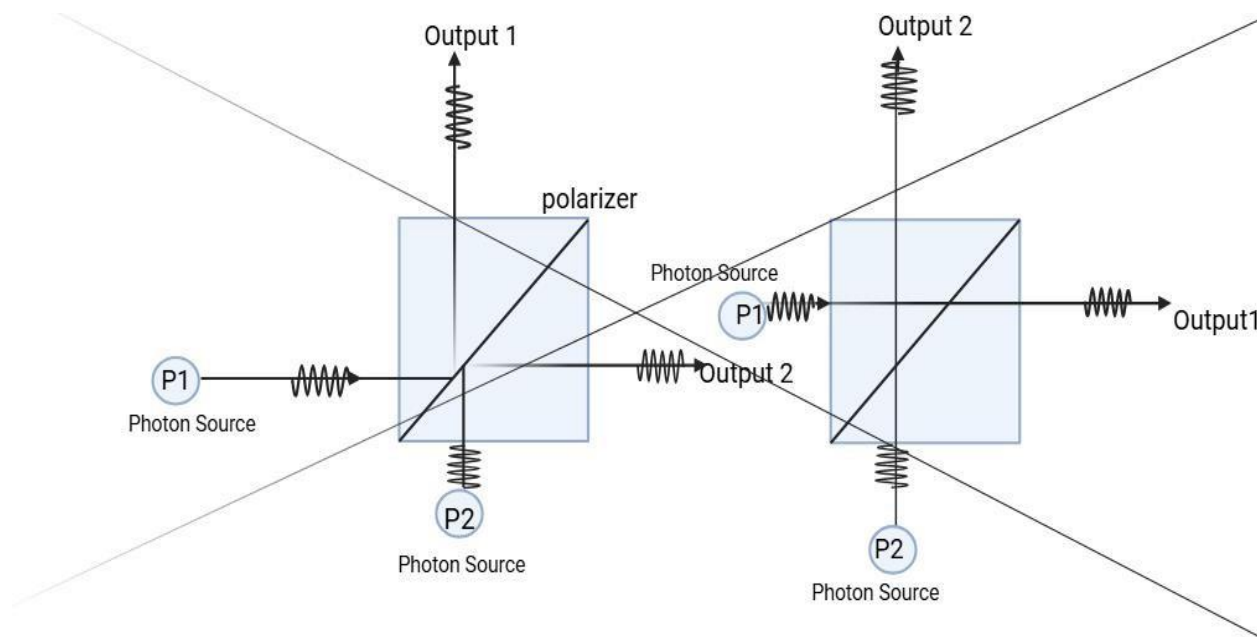 Output 1
Output 2
polarizer
Photon Source
P1
Output1
P1
Output 2
Photon Source
P2
Photon Source
P2
Photon Source